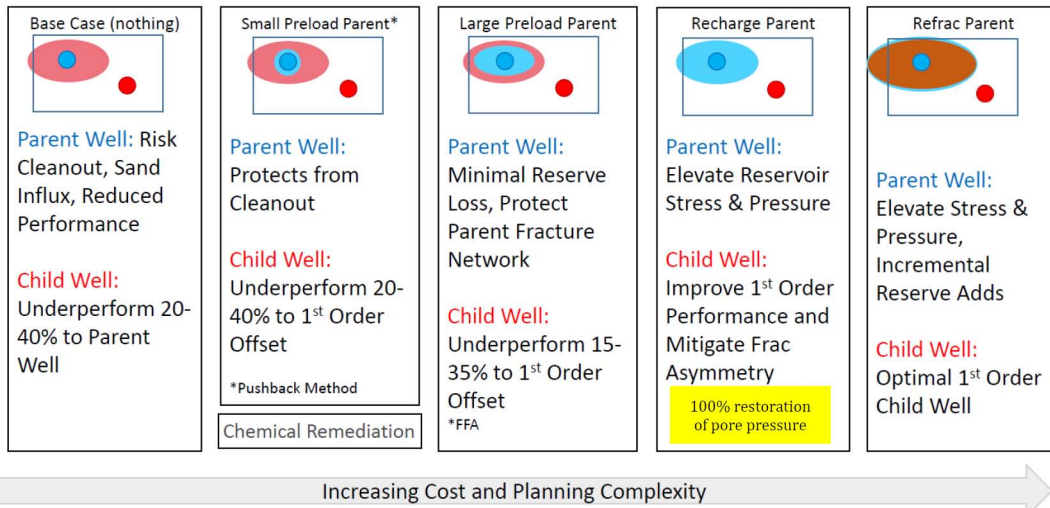 Base Case (nothing)
Parent Well: Risk
Cleanout, Sand
Influx, Reduced
Performance
Child Well:
Underperform 20-
40% to Parent
Well
Small Preload Parent*
Parent Well:
Protects from
Cleanout
Child Well:
Underperform 20-
40% to 1st Order
Offset
*Pushback Method
Chemical Remediation
Large Preload Parent
Parent Well:
Minimal Reserve
Loss, Protect
Parent Fracture
Network
Child Well:
Underperform 15-
35% to 1st Order
Offset
*FFA
Recharge Parent
Parent Well:
Elevate Reservoir
Stress & Pressure
Child Well:
Improve 1st Order
Performance and
Mitigate Frac
Asymmetry
100% restoration
of pore pressure
Refrac Parent
Parent Well:
Elevate Stress &
Pressure,
Incremental
Reserve Adds
Child Well:
Optimal 1st Order
Child Well
Increasing Cost and Planning Complexity